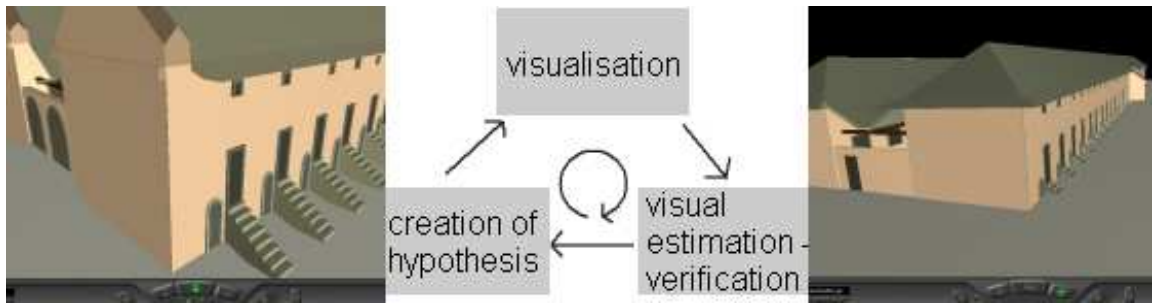 visualisation
creation of
hypothesis
visual
estimation -
verification